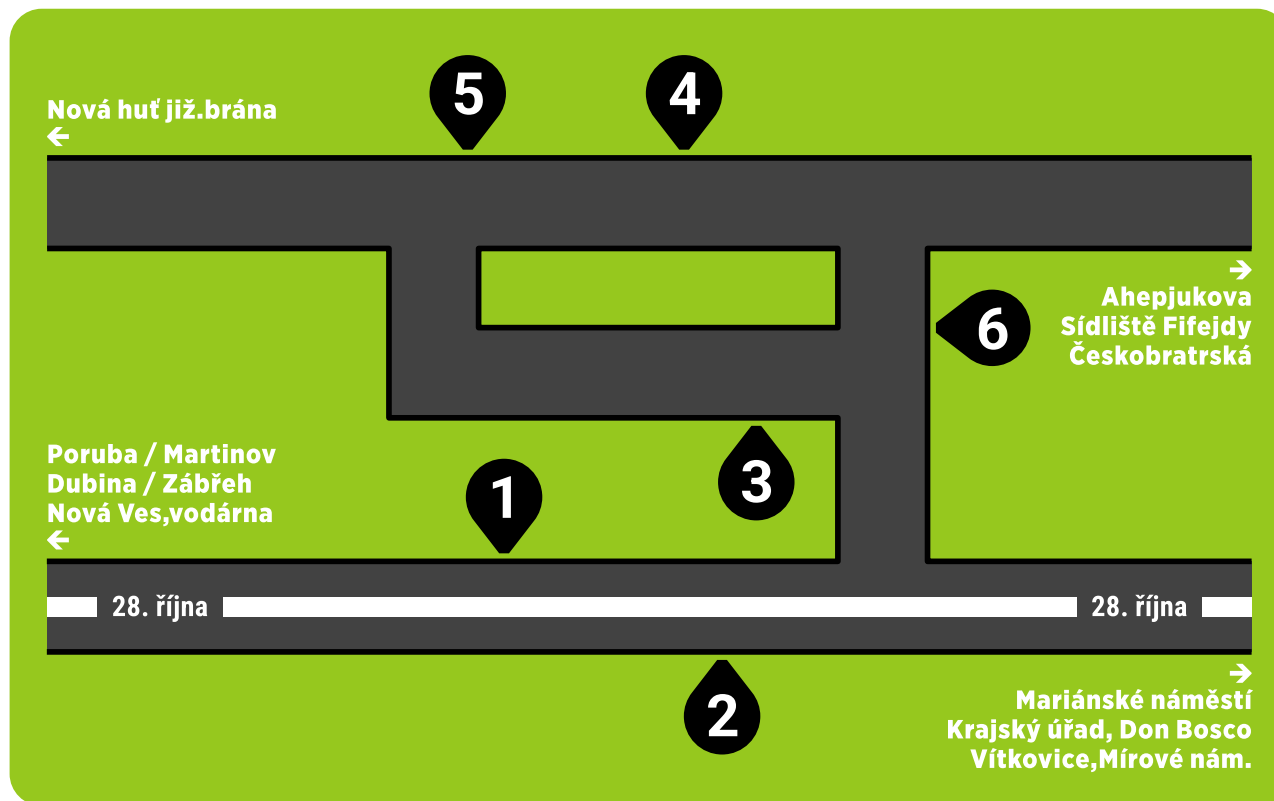 5
4
Nová huť již.brána
←
→
Ahepjukova
Sídliště Fifejdy
Českobratrská
6
Poruba / Martinov
Dubina / Zábřeh
Nová Ves,vodárna
←
1
3
28. října
28. října
2
→
Mariánské náměstí
Krajský úřad, Don Bosco
Vítkovice,Mírové nám.